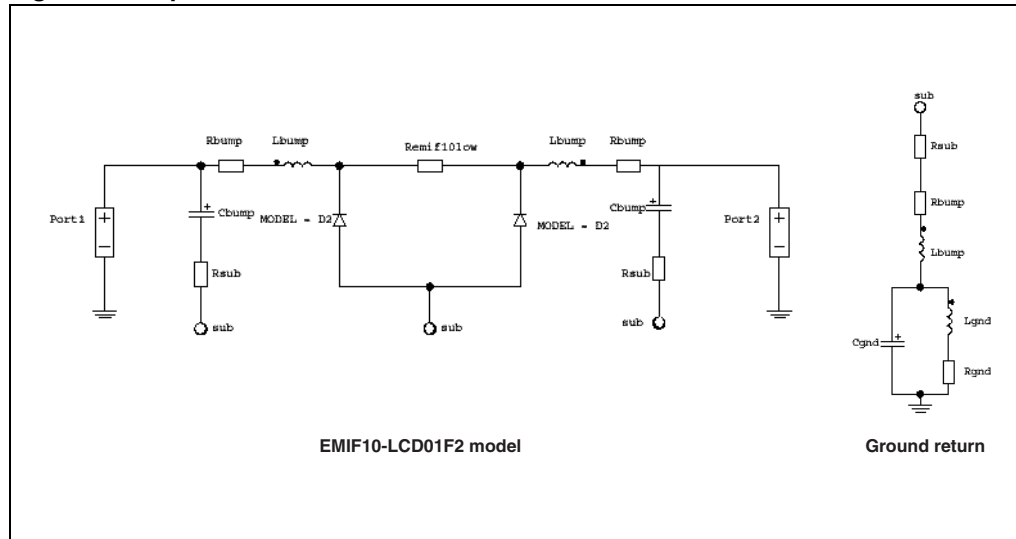 Rbump
Lbump
Remif10low
Lbump
Rbump
Port1
+
−
+
Cbump
MODEL = D2
MODEL = D2
Cbump
+
Port2
+
−
Rsub
Rsub
sub
sub
sub
sub
Rsub
Rbump
Lbump
Cgnd
+
Lgnd
Rgnd
EMIF10-LCD01F2 model
Ground return